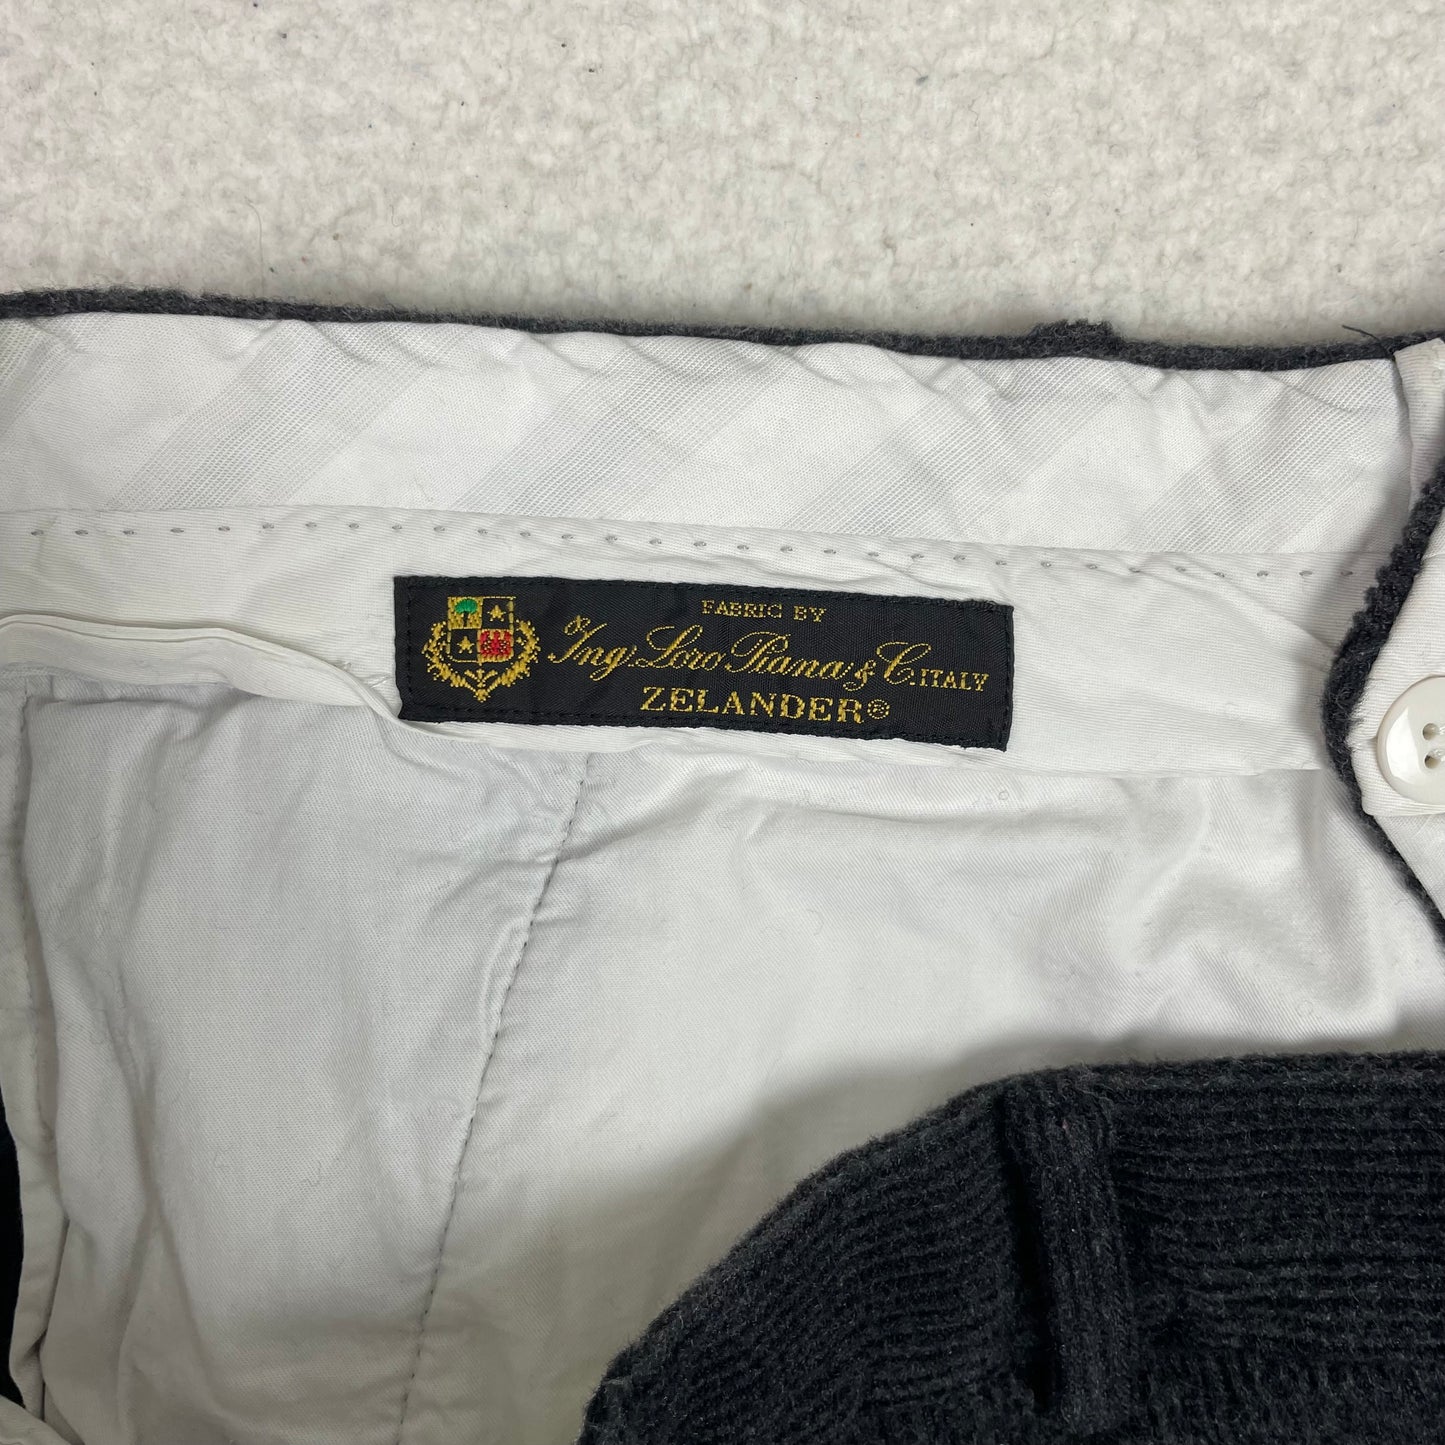 FABRIC BY
Ing. Loro Piana & C. ITALY
ZELANDER®